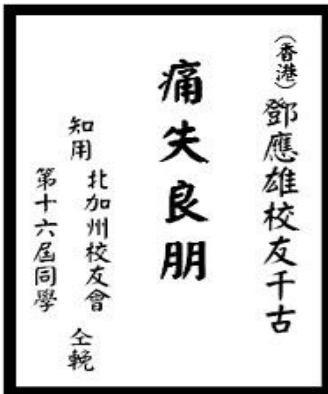 （香港）鄧應雄校友千古
痛失良朋
知用 北加州校友會 仝輓
第十六屆同學